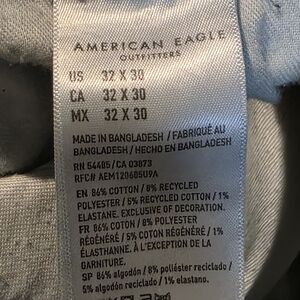 AMERICAN EAGLE
OUTFITTERS
US 32 X 30
CA 32 X 30
MX 32 X 30
MADE IN BANGLADESH / FABRIQUÉ AU
BANGLADESH / HECHO EN BANGLADESH
RN 54485/CA 03873
RFC# AEM120605U9A
EN 86% COTTON / 8% RECYCLED
POLYESTER / 5% RECYCLED COTTON / 1%
ELASTANE. EXCLUSIVE OF DECORATION.
FR 86% COTON / 8% POLYESTER
RÉGÉNÉRÉ / 5% COTON RÉGÉNÉRÉ / 1%
ÉLASTHANNE. À L'EXCEPTION DE LA
GARNITURE.
SP 86% algodón / 8% poliéster reciclado /
5% algodón reciclado / 1% elastano.